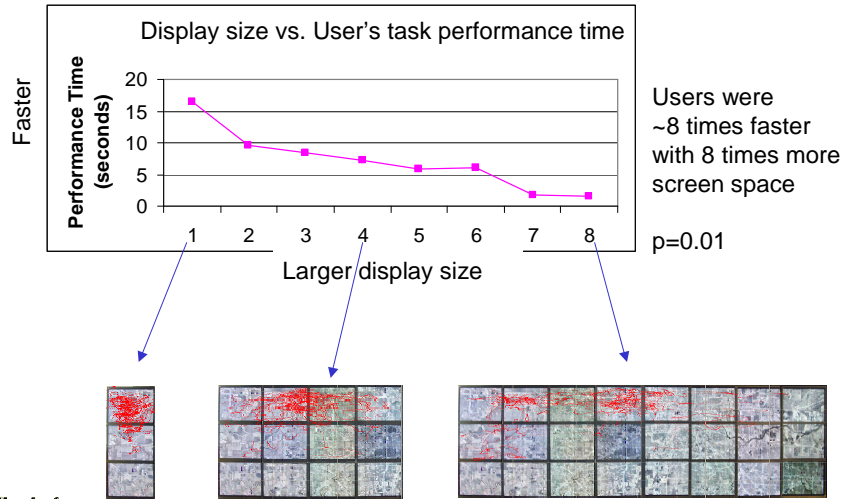 Display size vs. User's task performance time
Faster
Performance Time
(seconds)
20
15
10
5
0
1 2 3 4 5 6 7 8
Larger display size
Users were
~8 times faster
with 8 times more
screen space
p=0.01